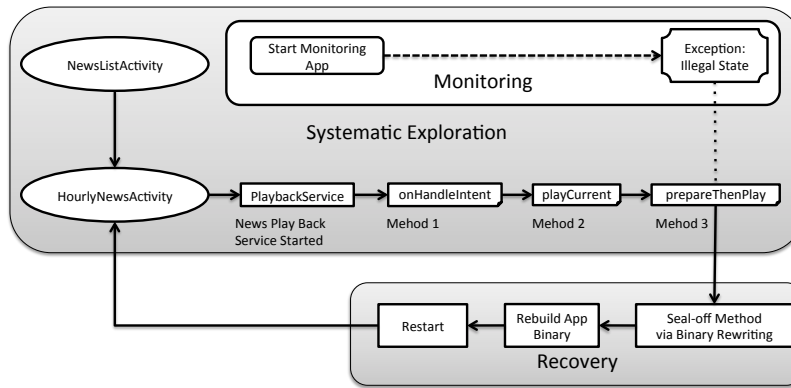 Start Monitoring
App
Exception:
Illegal State
Monitoring
NewsListActivity
Systematic Exploration
HourlyNewsActivity
PlaybackService
onHandleIntent
playCurrent
prepareThenPlay
News Play Back
Service Started
Mehod 1
Mehod 2
Mehod 3
Restart
Rebuild App
Binary
Seal-off Method
via Binary Rewriting
Recovery